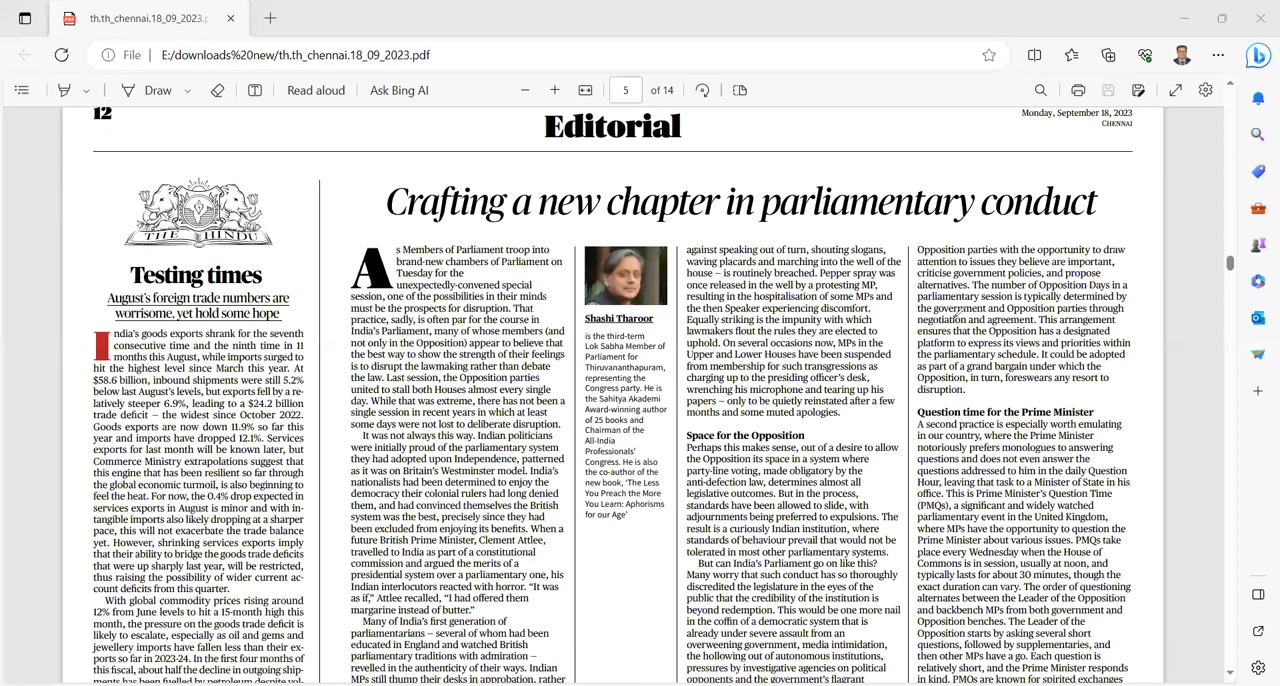 th.th_chennai.18_09_2023.p
File
E:/downloads%20new/th.th_chennai.18_09_2023.pdf
Draw
Read aloud
Ask Bing AI
5
of 14
12
Editorial
Monday, September 18, 2023
CHENNAI
THE HINDU
Testing times
August's foreign trade numbers are
worrisome, yet hold some hope
India's goods exports shrank for the seventh
consecutive time and the ninth time in 11
months this August, while imports surged to
hit the highest level since March this year. At
$58.6 billion, inbound shipments were still 5.2%
below last August's levels, but exports fell by a re-
latively steeper 6.9%, leading to a $24.2 billion
trade deficit – the widest since October 2022.
Goods exports are now down 11.9% so far this
year and imports have dropped 12.1%. Services
exports for last month will be known later, but
Commerce Ministry extrapolations suggest that
this engine that has been resilient so far through
the global economic turmoil, is also beginning to
feel the heat. For now, the 0.4% drop expected in
services exports in August is minor and with in-
tangible imports also likely dropping at a sharper
pace, this will not exacerbate the trade balance
yet. However, shrinking services exports imply
that their ability to bridge the goods trade deficits
that were up sharply last year, will be restricted,
thus raising the possibility of wider current ac-
count deficits from this quarter.
With global commodity prices rising around
12% from June levels to hit a 15-month high this
month, the pressure on the goods trade deficit is
likely to escalate, especially as oil and gems and
jewellery imports have fallen less than their ex-
ports so far in 2023-24. In the first four months of
this fiscal, about half the decline in outgoing ship-
ments has been fuelled by petroleum despite vol-
Crafting a new chapter in parliamentary conduct
As Members of Parliament troop into
brand-new chambers of Parliament on
Tuesday for the
unexpectedly-convened special
session, one of the possibilities in their minds
must be the prospects for disruption. That
practice, sadly, is often par for the course in
India's Parliament, many of whose members (and
not only in the Opposition) appear to believe that
the best way to show the strength of their feelings
is to disrupt the lawmaking rather than debate
the law. Last session, the Opposition parties
united to stall both Houses almost every single
day. While that was extreme, there has not been a
single session in recent years in which at least
some days were not lost to deliberate disruption.
It was not always this way. Indian politicians
were initially proud of the parliamentary system
they had adopted upon Independence, patterned
as it was on Britain's Westminster model. India's
nationalists had been determined to enjoy the
democracy their colonial rulers had long denied
them, and had convinced themselves the British
system was the best, precisely since they had
been excluded from enjoying its benefits. When a
future British Prime Minister, Clement Attlee,
travelled to India as part of a constitutional
commission and argued the merits of a
presidential system over a parliamentary one, his
Indian interlocutors reacted with horror. "It was
as if," Attlee recalled, "I had offered them
margarine instead of butter."
Many of India's first generation of
parliamentarians – several of whom had been
educated in England and watched British
parliamentary traditions with admiration –
revelled in the authenticity of their ways. Indian
MPs still thump their desks in approbation, rather
Shashi Tharoor
is the third-term
Lok Sabha Member of
Parliament for
Thiruvananthapuram,
representing the
Congress party. He is
the Sahitya Akademi
Award-winning author
of 25 books and
Chairman of the
All-India
Professionals'
Congress. He is also
the co-author of the
new book, 'The Less
You Preach the More
You Learn: Aphorisms
for our Age'
against speaking out of turn, shouting slogans,
waving placards and marching into the well of the
house – is routinely breached. Pepper spray was
once released in the well by a protesting MP,
resulting in the hospitalisation of some MPs and
the then Speaker experiencing discomfort.
Equally striking is the impunity with which
lawmakers flout the rules they are elected to
uphold. On several occasions now, MPs in the
Upper and Lower Houses have been suspended
from membership for such transgressions as
charging up to the presiding officer's desk,
wrenching his microphone and tearing up his
papers – only to be quietly reinstated after a few
months and some muted apologies.
Space for the Opposition
Perhaps this makes sense, out of a desire to allow
the Opposition its space in a system where
party-line voting, made obligatory by the
anti-defection law, determines almost all
legislative outcomes. But in the process,
standards have been allowed to slide, with
adjournments being preferred to expulsions. The
result is a curiously Indian institution, where
standards of behaviour prevail that would not be
tolerated in most other parliamentary systems.
But can India's Parliament go on like this?
Many worry that such conduct has so thoroughly
discredited the legislature in the eyes of the
public that the credibility of the institution is
beyond redemption. This would be one more nail
in the coffin of a democratic system that is
already under severe assault from an
overweening government, media intimidation,
the hollowing out of autonomous institutions,
pressures by investigative agencies on political
opponents and the government's flagrant
Opposition parties with the opportunity to draw
attention to issues they believe are important,
criticise government policies, and propose
alternatives. The number of Opposition Days in a
parliamentary session is typically determined by
the government and Opposition parties through
negotiation and agreement. This arrangement
ensures that the Opposition has a designated
platform to express its views and priorities within
the parliamentary schedule. It could be adopted
as part of a grand bargain under which the
Opposition, in turn, foreswears any resort to
disruption.
Question time for the Prime Minister
A second practice is especially worth emulating
in our country, where the Prime Minister
notoriously prefers monologues to answering
questions and does not even answer the
questions addressed to him in the daily Question
Hour, leaving that task to a Minister of State in his
office. This is Prime Minister's Question Time
(PMQs), a significant and widely watched
parliamentary event in the United Kingdom,
where MPs have the opportunity to question the
Prime Minister about various issues. PMQs take
place every Wednesday when the House of
Commons is in session, usually at noon, and
typically lasts for about 30 minutes, though the
exact duration can vary. The order of questioning
alternates between the Leader of the Opposition
and backbench MPs from both government and
Opposition benches. The Leader of the
Opposition starts by asking several short
questions, followed by supplementaries, and
then other MPs have a go. Each question is
relatively short, and the Prime Minister responds
in kind. PMQs are known for spirited exchanges